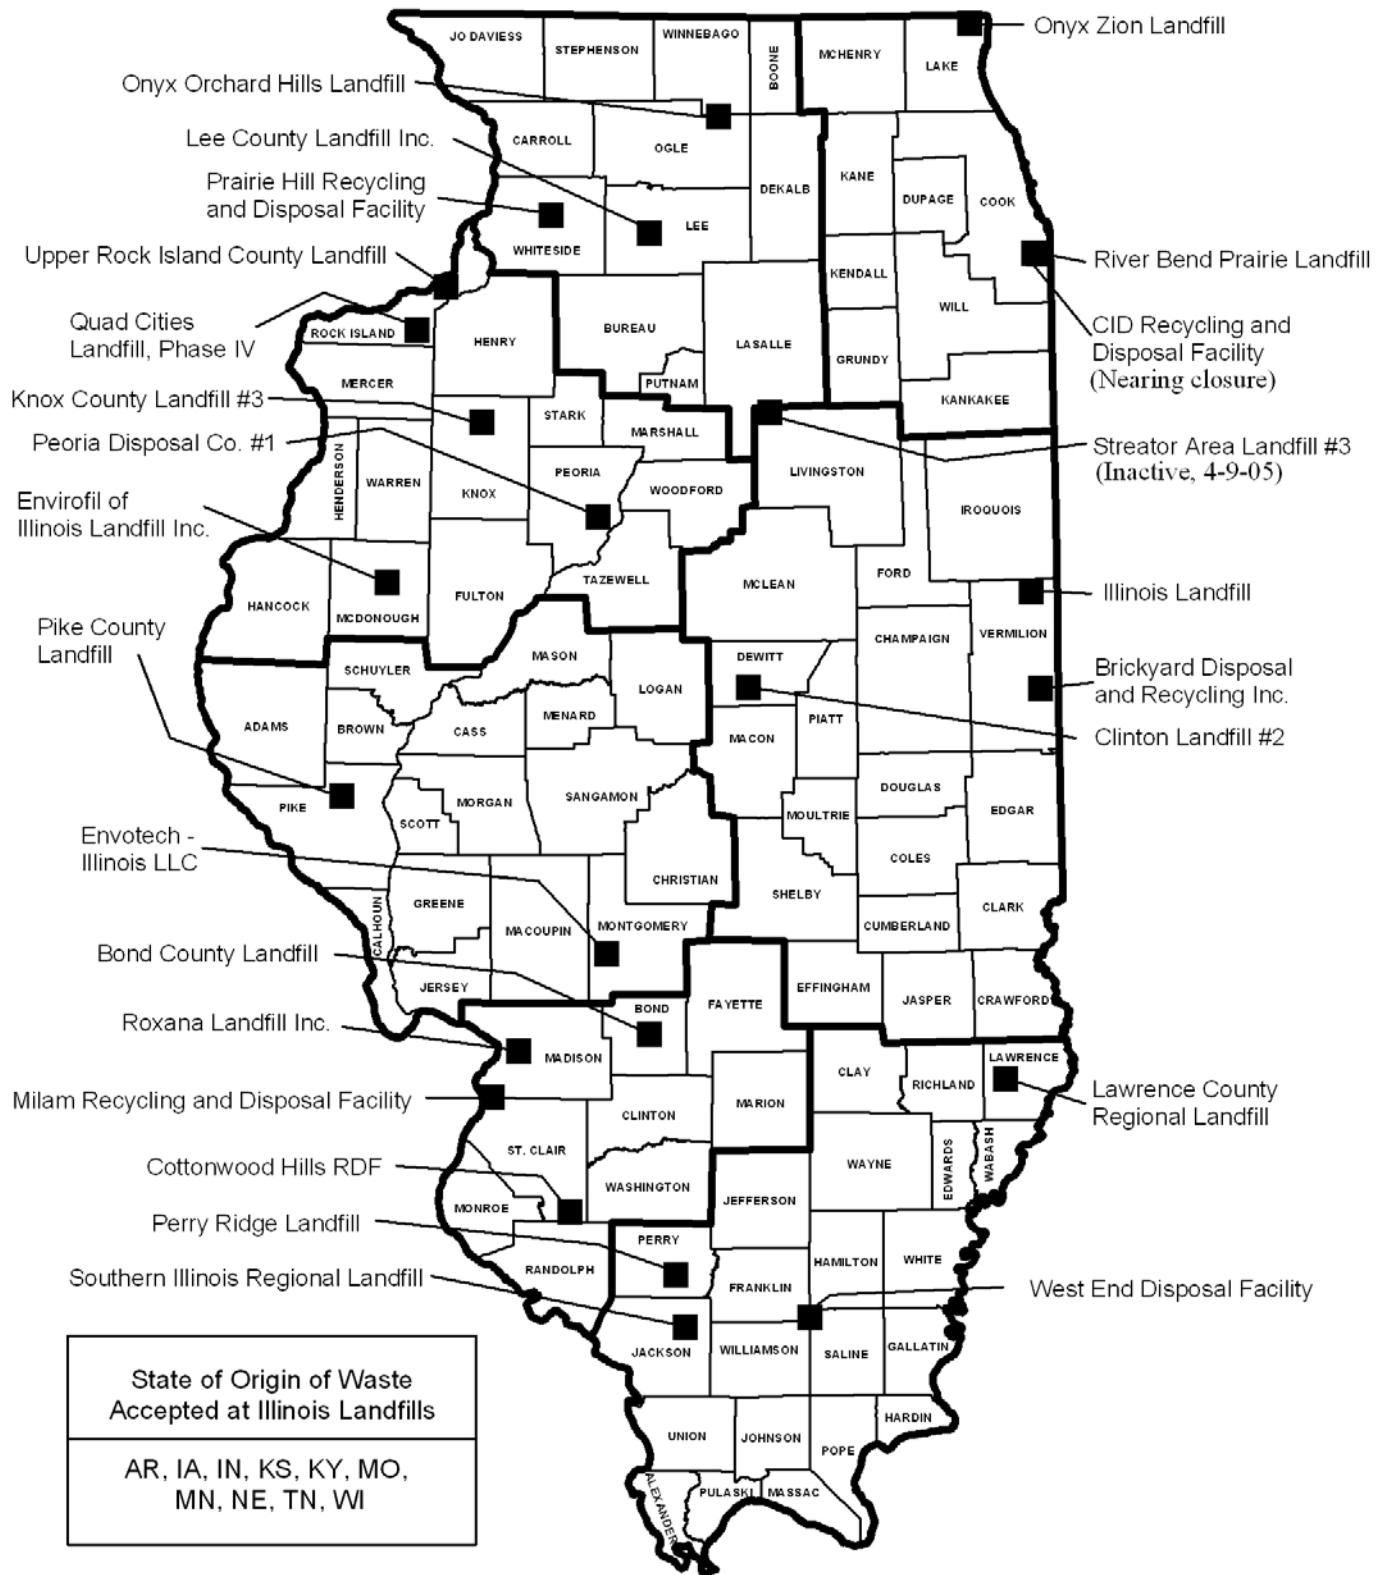 Onyx Zion Landfill
JO DAVIESS
STEPHENSON
WINNEBAGO
BOONE
MCHENRY
LAKE
Onyx Orchard Hills Landfill
Lee County Landfill Inc.
CARROLL
OGLE
DEKALB
KANE
DUPAGE
COOK
Prairie Hill Recycling
and Disposal Facility
WHITESIDE
LEE
Upper Rock Island County Landfill
KENDALL
WILL
River Bend Prairie Landfill
Quad Cities
Landfill, Phase IV
ROCK ISLAND
HENRY
BUREAU
LASALLE
GRUNDY
CID Recycling and
Disposal Facility
(Nearing closure)
MERCER
PUTNAM
KANKAKEE
Knox County Landfill #3
STARK
MARSHALL
Peoria Disposal Co. #1
HENDERSON
WARREN
KNOX
PEORIA
WOODFORD
LIVINGSTON
IROQUOIS
Streator Area Landfill #3
(Inactive, 4-9-05)
Envirofil of
Illinois Landfill Inc.
HANCOCK
MCDONOUGH
FULTON
TAZEWELL
MCLEAN
FORD
Illinois Landfill
Pike County
Landfill
SCHUYLER
MASON
LOGAN
DEWITT
CHAMPAIGN
VERMILION
Brickyard Disposal
and Recycling Inc.
ADAMS
BROWN
CASS
MENARD
MACON
PIATT
Clinton Landfill #2
PIKE
SCOTT
MORGAN
SANGAMON
MOULTRIE
DOUGLAS
EDGAR
Envotech -
Illinois LLC
CHRISTIAN
SHELBY
COLES
CLARK
CALHOUN
GREENE
MACOUPIN
MONTGOMERY
CUMBERLAND
Bond County Landfill
JERSEY
BOND
FAYETTE
EFFINGHAM
JASPER
CRAWFORD
Roxana Landfill Inc.
MADISON
CLAY
RICHLAND
LAWRENCE
Milam Recycling and Disposal Facility
CLINTON
MARION
Lawrence County
Regional Landfill
ST. CLAIR
WAYNE
EDWARDS
WABASH
Cottonwood Hills RDF
MONROE
WASHINGTON
JEFFERSON
Perry Ridge Landfill
PERRY
HAMILTON
WHITE
Southern Illinois Regional Landfill
RANDOLPH
FRANKLIN
West End Disposal Facility
JACKSON
WILLIAMSON
SALINE
GALLATIN
State of Origin of Waste
Accepted at Illinois Landfills
AR, IA, IN, KS, KY, MO,
MN, NE, TN, WI
UNION
JOHNSON
POPE
HARDIN
ALEXANDER
PULASKI
MASSAC